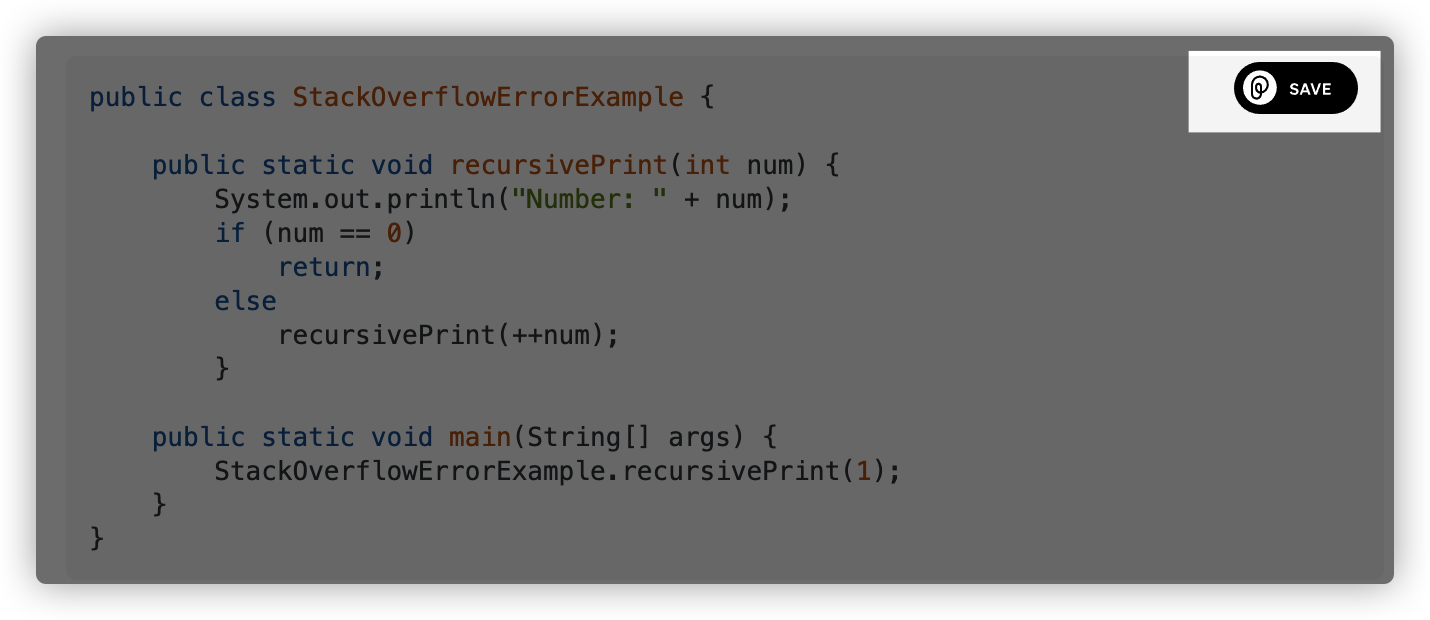 public class StackOverflowErrorExample {
SAVE
    public static void recursivePrint(int num) {
        System.out.println("Number: " + num);
        if (num == 0)
            return;
        else
            recursivePrint(++num);
        }
    public static void main(String[] args) {
        StackOverflowErrorExample.recursivePrint(1);
    }
}